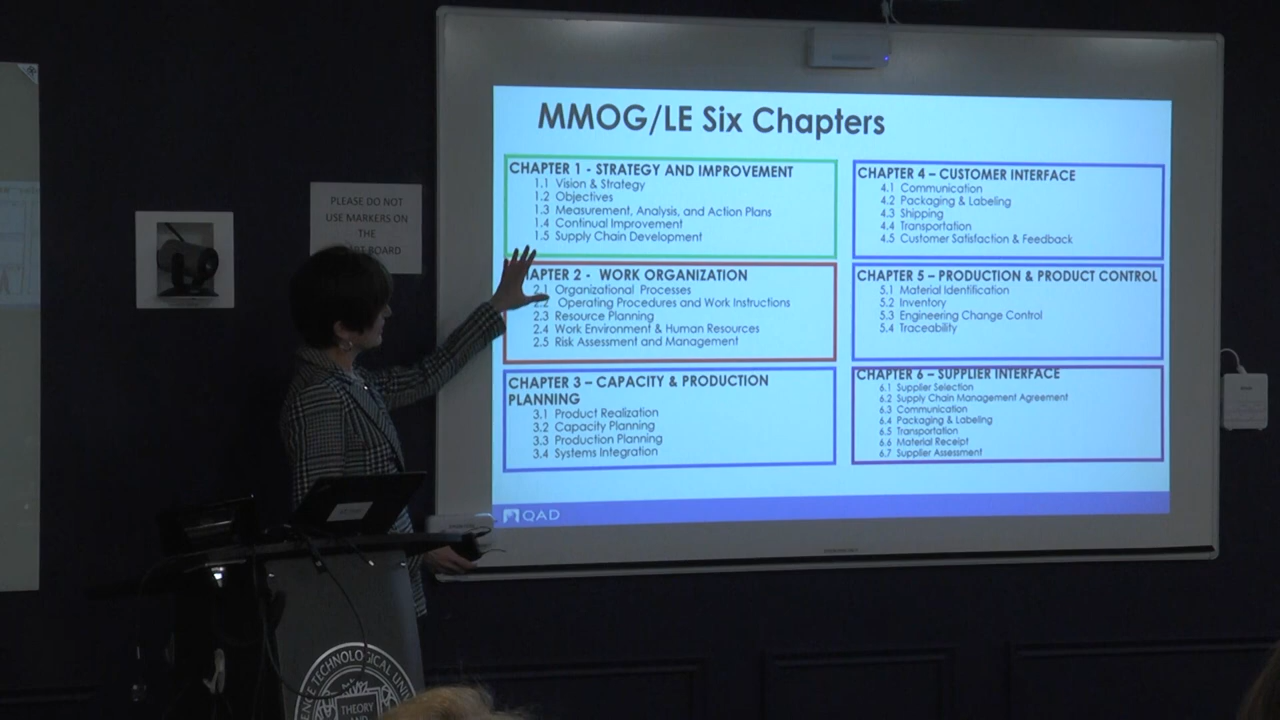 MMOG/LE Six Chapters
CHAPTER 1 - STRATEGY AND IMPROVEMENT
1.1 Vision & Strategy
1.2 Objectives
1.3 Measurement, Analysis, and Action Plans
1.4 Continual Improvement
1.5 Supply Chain Development
APTER 2 - WORK ORGANIZATION
2.1 Organizational Processes
2.2 Operating Procedures and Work Instructions
2.3 Resource Planning
2.4 Work Environment & Human Resources
2.5 Risk Assessment and Management
CHAPTER 3 – CAPACITY & PRODUCTION
PLANNING
3.1 Product Realization
3.2 Capacity Planning
3.3 Production Planning
3.4 Systems Integration
CHAPTER 4 – CUSTOMER INTERFACE
4.1 Communication
4.2 Packaging & Labeling
4.3 Shipping
4.4 Transportation
4.5 Customer Satisfaction & Feedback
CHAPTER 5 – PRODUCTION & PRODUCT CONTROL
5.1 Material Identification
5.2 Inventory
5.3 Engineering Change Control
5.4 Traceability
CHAPTER 6 – SUPPLIER INTERFACE
6.1 Supplier Selection
6.2 Supply Chain Management Agreement
6.3 Communication
6.4 Packaging & Labeling
6.5 Transportation
6.6 Material Receipt
6.7 Supplier Assessment
QAD
PLEASE DO NOT
USE MARKERS ON
THE
BOARD
ENCE TECHNOLOGICAL UNI
THEORY
AND